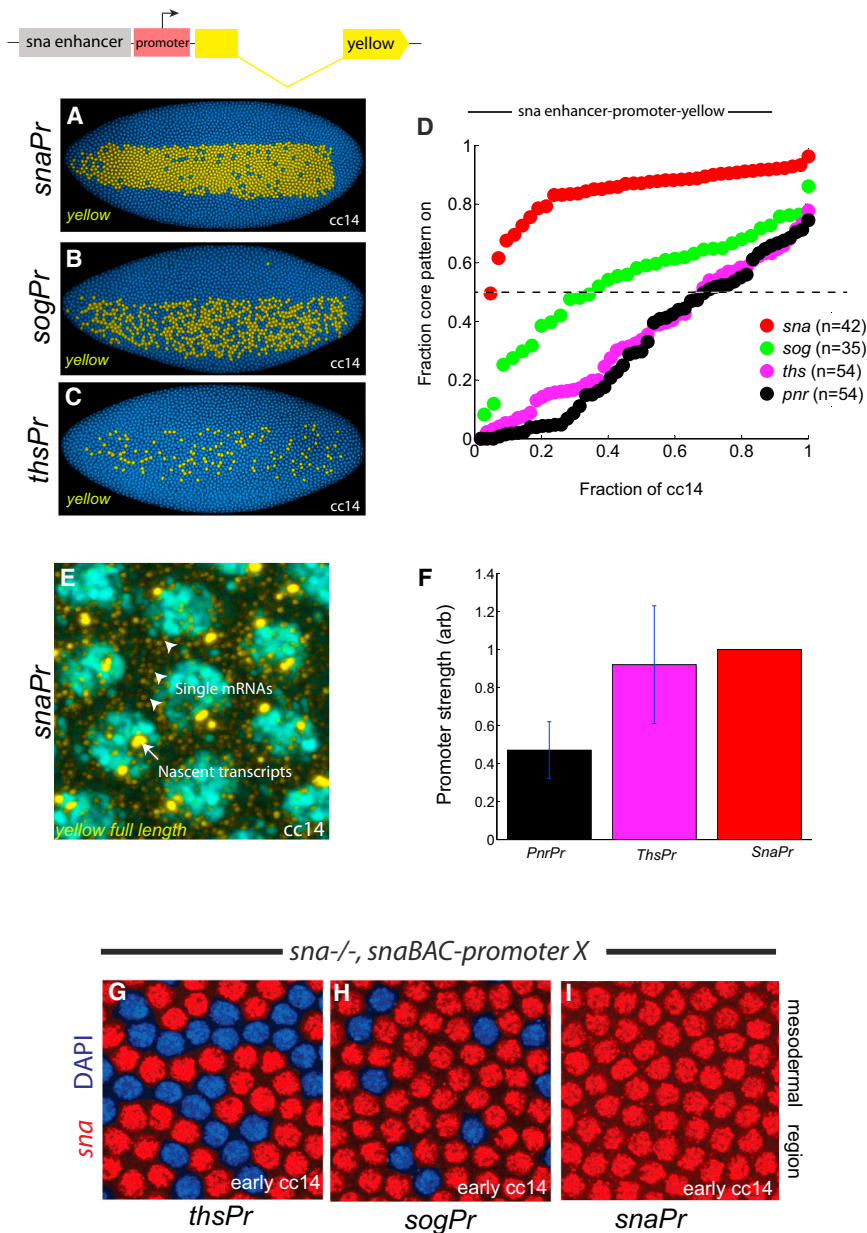 sna enhancer
promoter
yellow
A
snaPr
yellow
cc14
B
sogPr
yellow
cc14
C
thsPr
yellow
cc14
D
sna enhancer-promoter-yellow
Fraction core pattern on
1
0.8
0.6
0.4
0.2
0
0
0.2
0.4
0.6
0.8
1
Fraction of cc14
sna (n=42)
sog (n=35)
ths (n=54)
pnr (n=54)
E
snaPr
Single mRNAs
Nascent transcripts
yellow full length
cc14
F
Promoter strength (arb)
1.4
1.2
1
0.8
0.6
0.4
0.2
0
PnrPr
ThsPr
SnaPr
sna-/-, snaBAC-promoter X
sna DAPI
G
early cc14
thsPr
H
early cc14
sogPr
I
early cc14
snaPr
mesodermal region